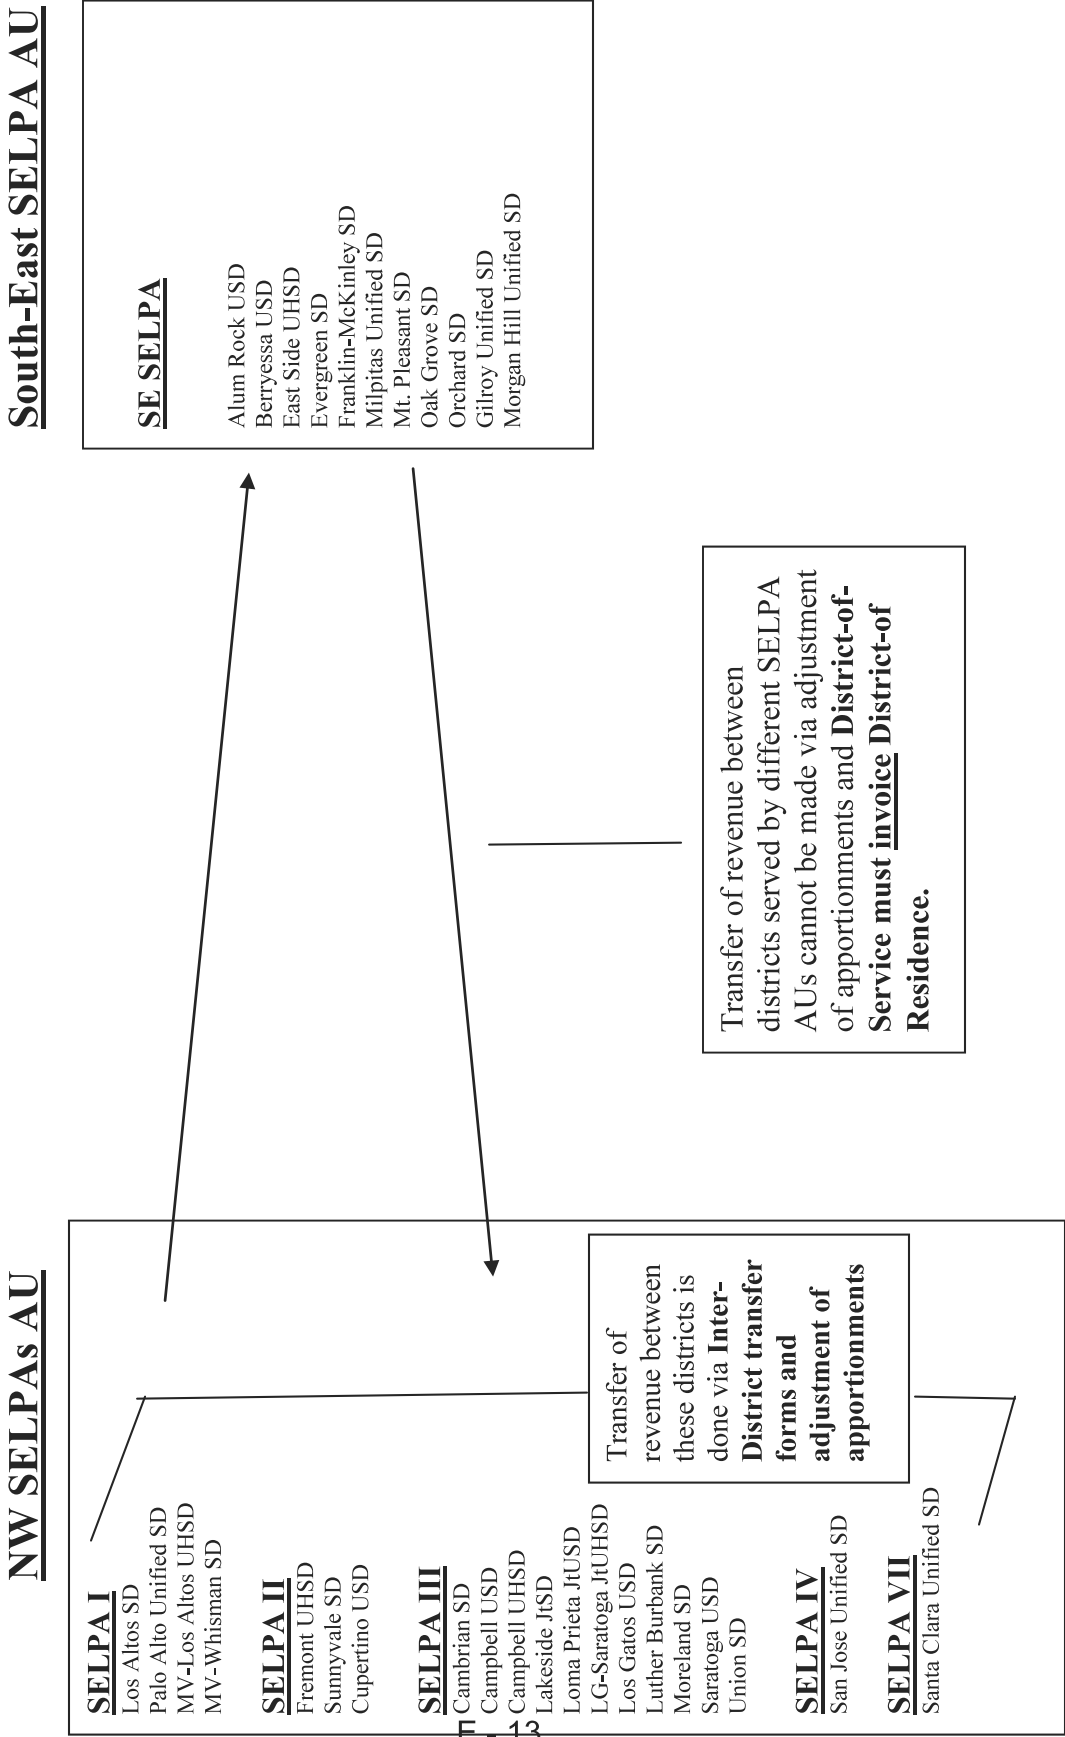 NW SELPAs AU
South-East SELPA AU
SELPA I
Los Altos SD
Palo Alto Unified SD
MV-Los Altos UHSD
MV-Whisman SD
SELPA II
Fremont UHSD
Sunnyvale SD
Cupertino USD
SELPA III
Cambrian SD
Campbell USD
Campbell UHSD
Lakeside JtSD
Loma Prieta JtUSD
LG-Saratoga JtUHSD
Los Gatos USD
Luther Burbank SD
Moreland SD
Saratoga USD
Union SD
SELPA IV
San Jose Unified SD
SELPA VII
Santa Clara Unified SD
Transfer of
revenue between
these districts is
done via Inter-
District transfer
forms and
adjustment of
apportionments
Transfer of revenue between
districts served by different SELPA
AUs cannot be made via adjustment
of apportionments and District-of-
Service must invoice District-of
Residence.
SE SELPA
Alum Rock USD
Berryessa USD
East Side UHSD
Evergreen SD
Franklin-McKinley SD
Milpitas Unified SD
Mt. Pleasant SD
Oak Grove SD
Orchard SD
Gilroy Unified SD
Morgan Hill Unified SD